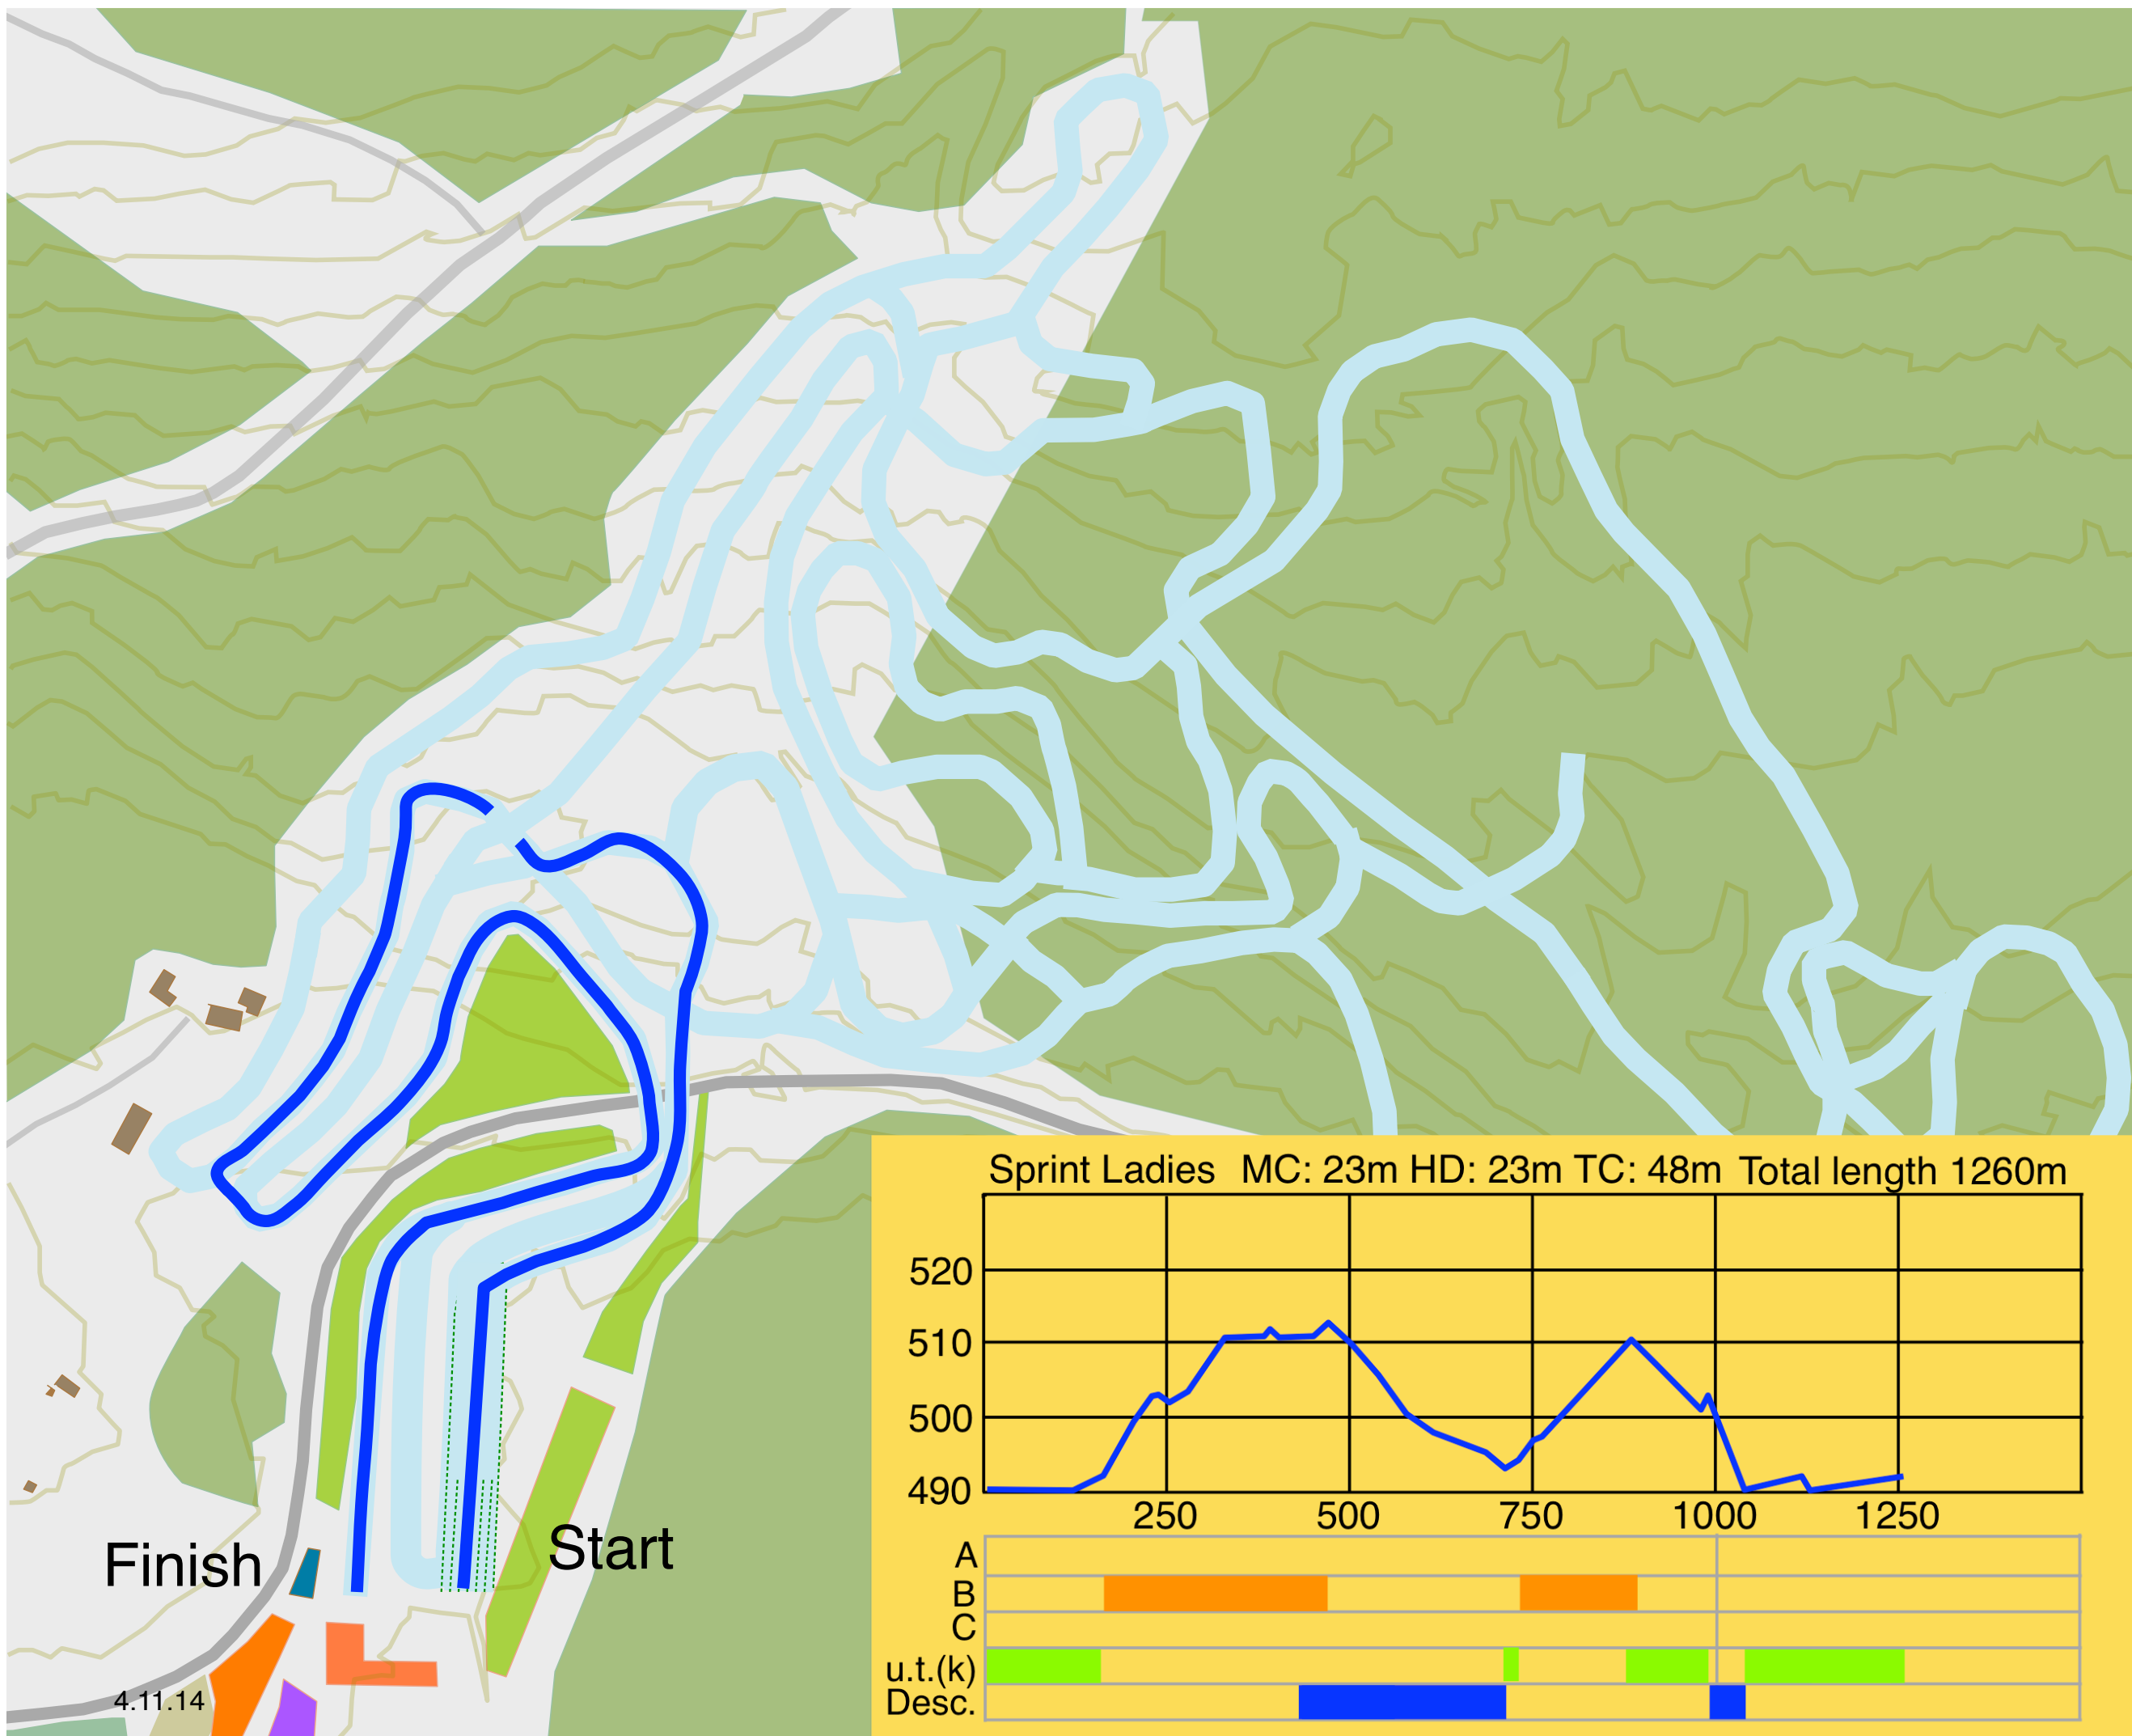 Sprint Ladies MC: 23m HD: 23m TC: 48m Total length 1260m
520
510
500
490
250 500 750 1000 1250
A
B
C
u.t.(k)
Desc.
Finish
Start
4.11.14